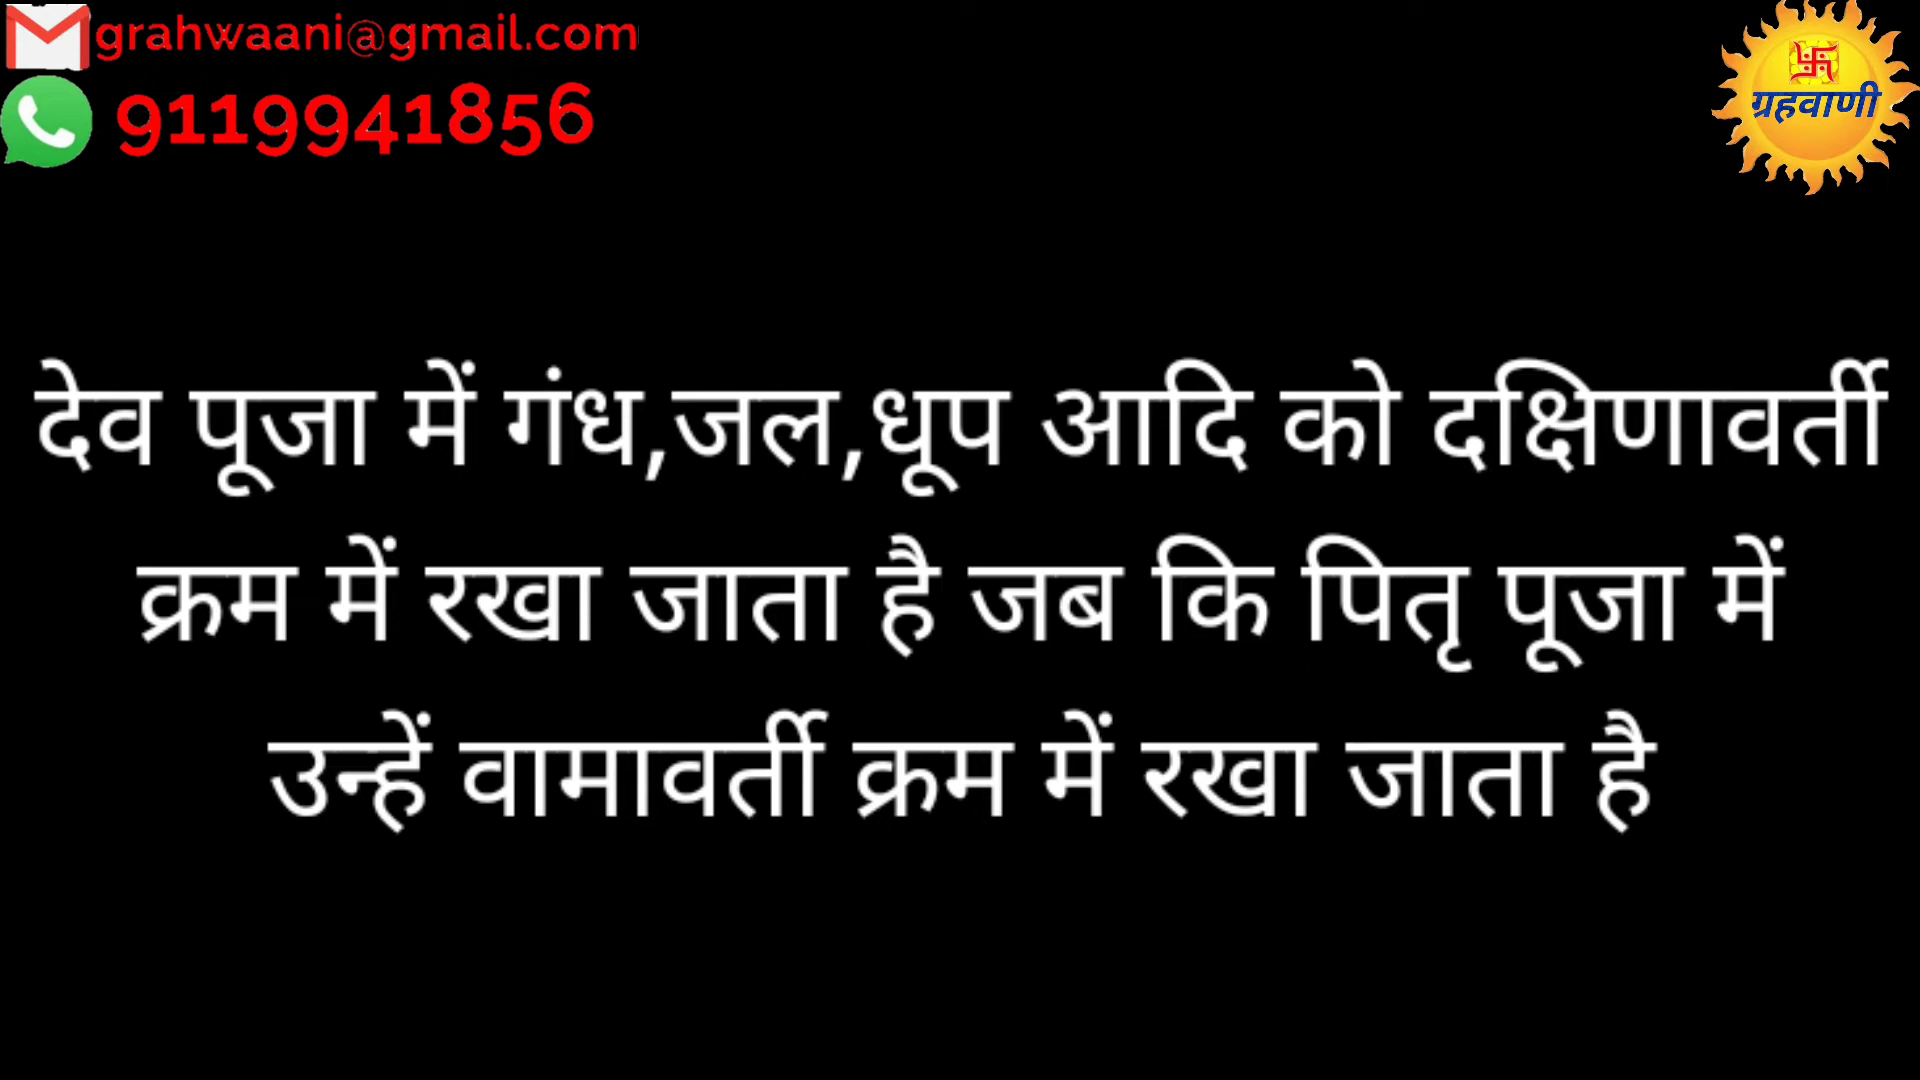 grahwaani@gmail.com
9119941856
ग्रहवाणी
देव पूजा में गंध,जल,धूप आदि को दक्षिणावर्ती
क्रम में रखा जाता है जब कि पितृ पूजा में
उन्हें वामावर्ती क्रम में रखा जाता है